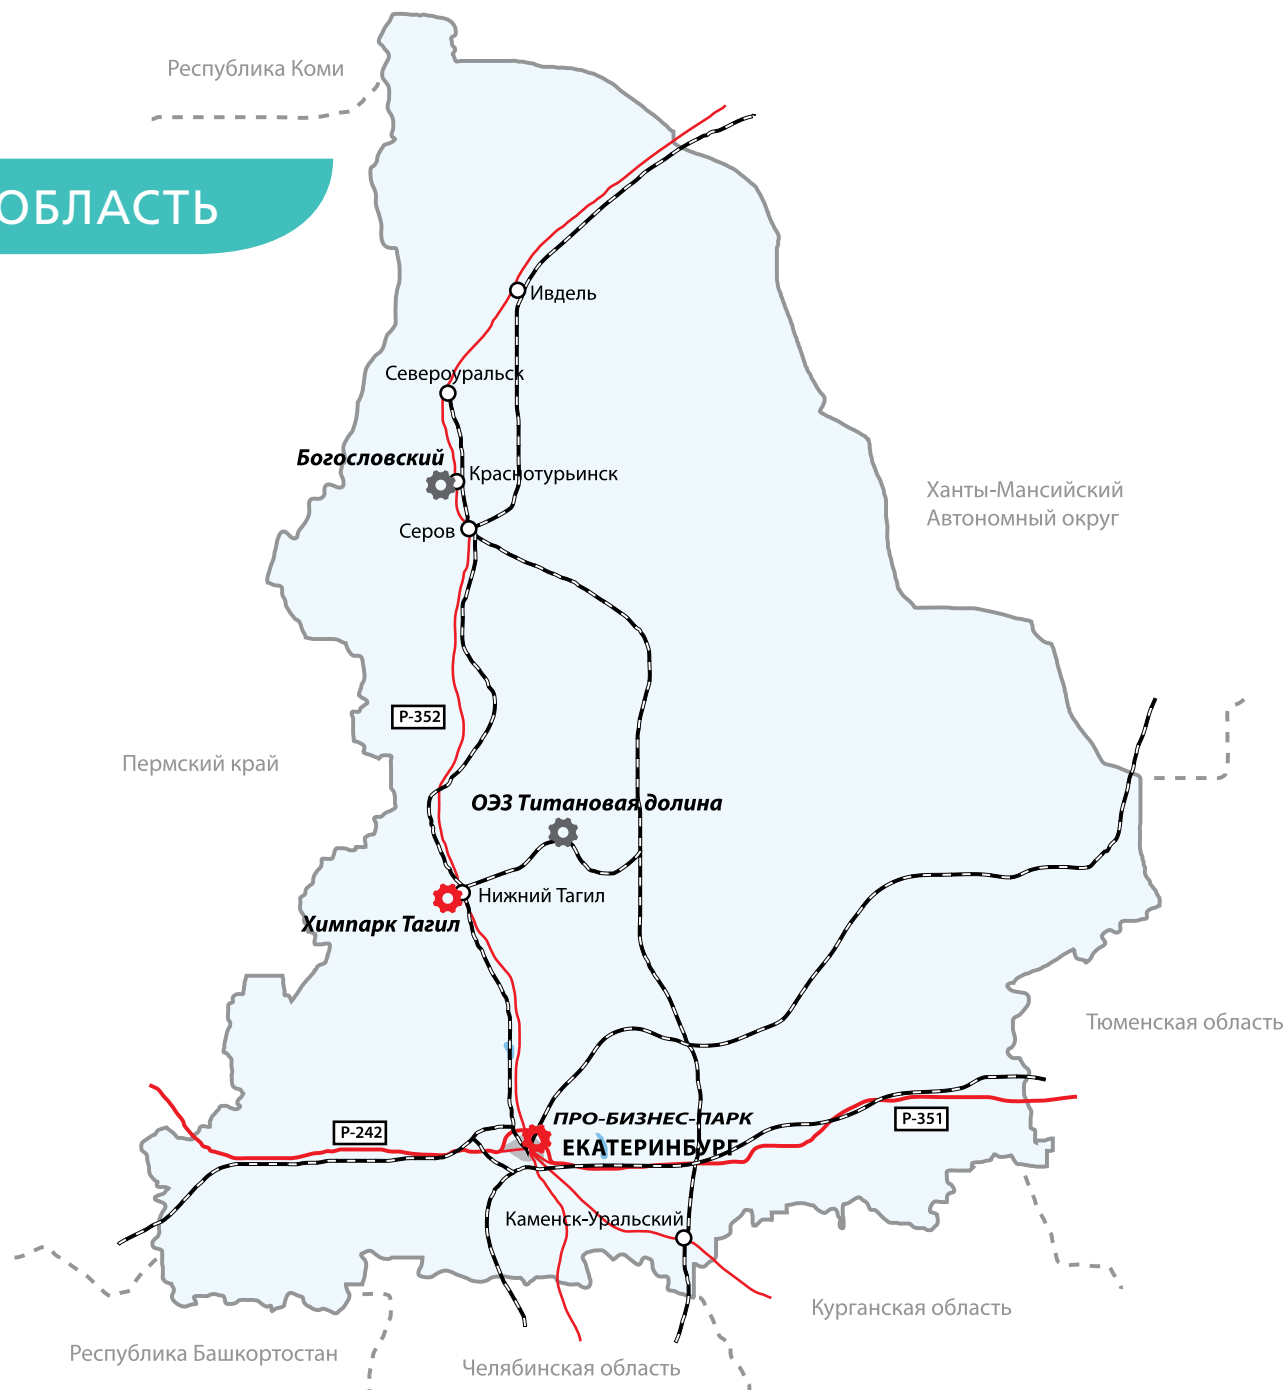 Республика Коми
ОБЛАСТЬ
Ивдель
Североуральск
Богословский
Краснотурьинск
Ханты-Мансийский
Автономный округ
Серов
Р-352
Пермский край
ОЭЗ Титановая долина
Нижний Тагил
Химпарк Тагил
Тюменская область
ПРО-БИЗНЕС-ПАРК
Р-351
Р-242
ЕКАТЕРИНБУРГ
Каменск-Уральский
Курганская область
Республика Башкортостан
Челябинская область